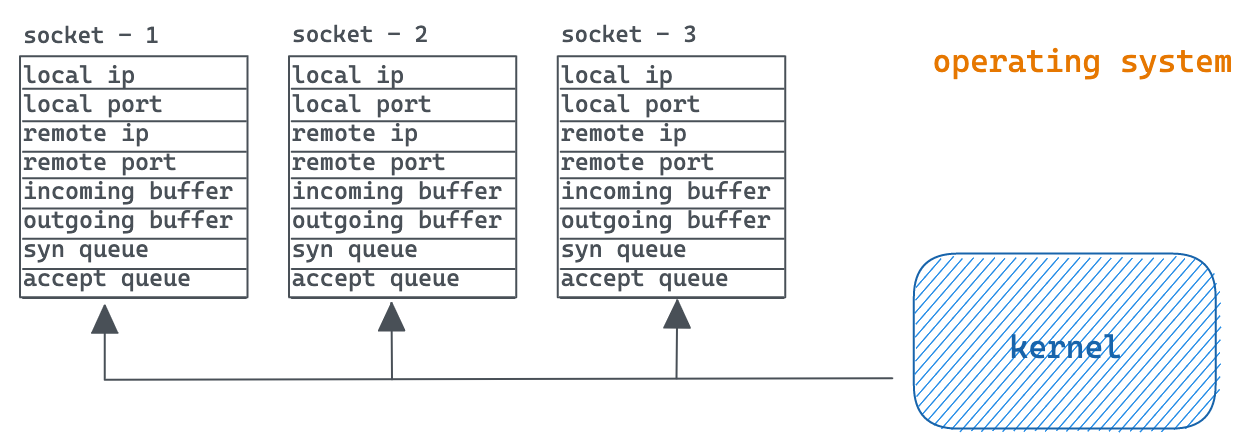 socket - 1
local ip
local port
remote ip
remote port
incoming buffer
outgoing buffer
syn queue
accept queue
socket - 2
local ip
local port
remote ip
remote port
incoming buffer
outgoing buffer
syn queue
accept queue
socket - 3
local ip
local port
remote ip
remote port
incoming buffer
outgoing buffer
syn queue
accept queue
operating system
kernel